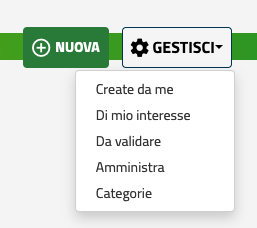 NUOVA GESTISCI
Create da me
Di mio interesse
Da validare
Amministra
Categorie